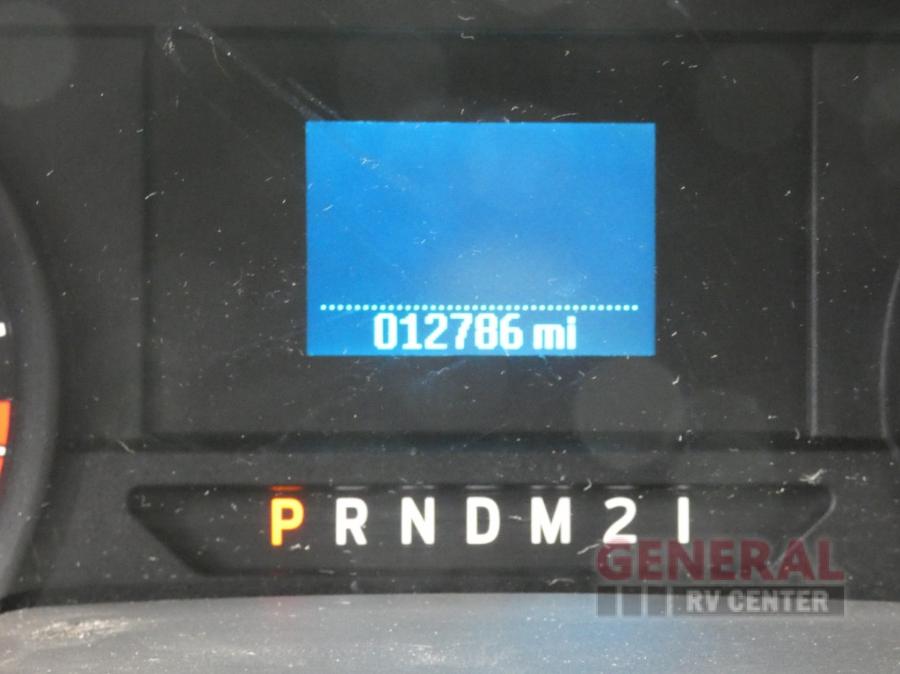 012786 mi
P R N D M 2 1
GENERAL
RV CENTER